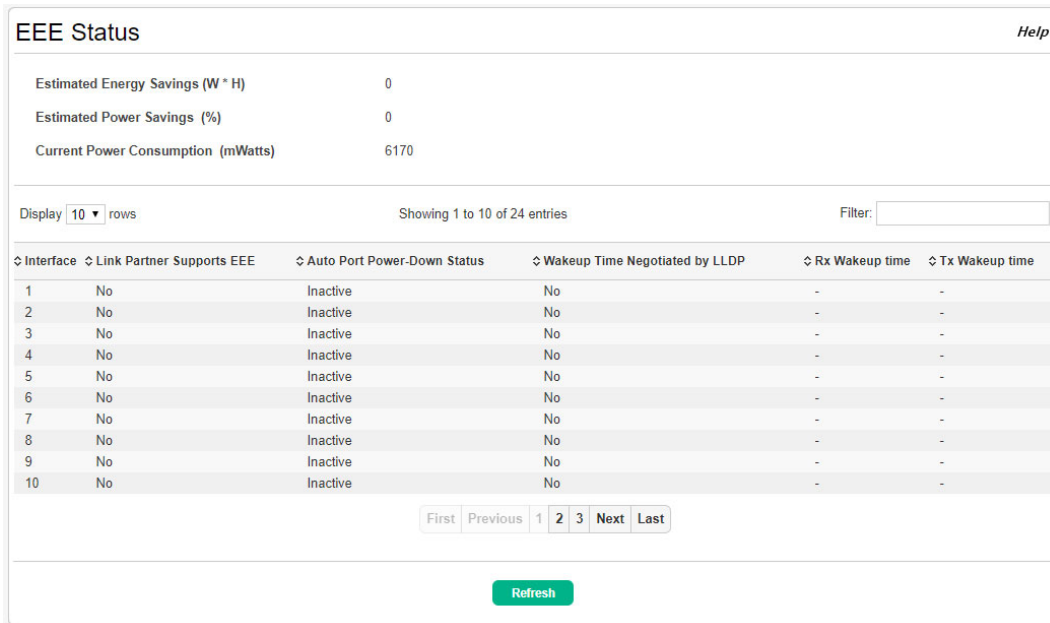 EEE Status Help
Estimated Energy Savings (W * H) 0
Estimated Power Savings (%) 0
Current Power Consumption (mWatts) 6170
Display 10 rows Showing 1 to 10 of 24 entries Filter:
Interface Link Partner Supports EEE Auto Port Power-Down Status Wakeup Time Negotiated by LLDP Rx Wakeup time Tx Wakeup time
1 No Inactive No - -
2 No Inactive No - -
3 No Inactive No - -
4 No Inactive No - -
5 No Inactive No - -
6 No Inactive No - -
7 No Inactive No - -
8 No Inactive No - -
9 No Inactive No - -
10 No Inactive No - -
First Previous 1 2 3 Next Last
Refresh